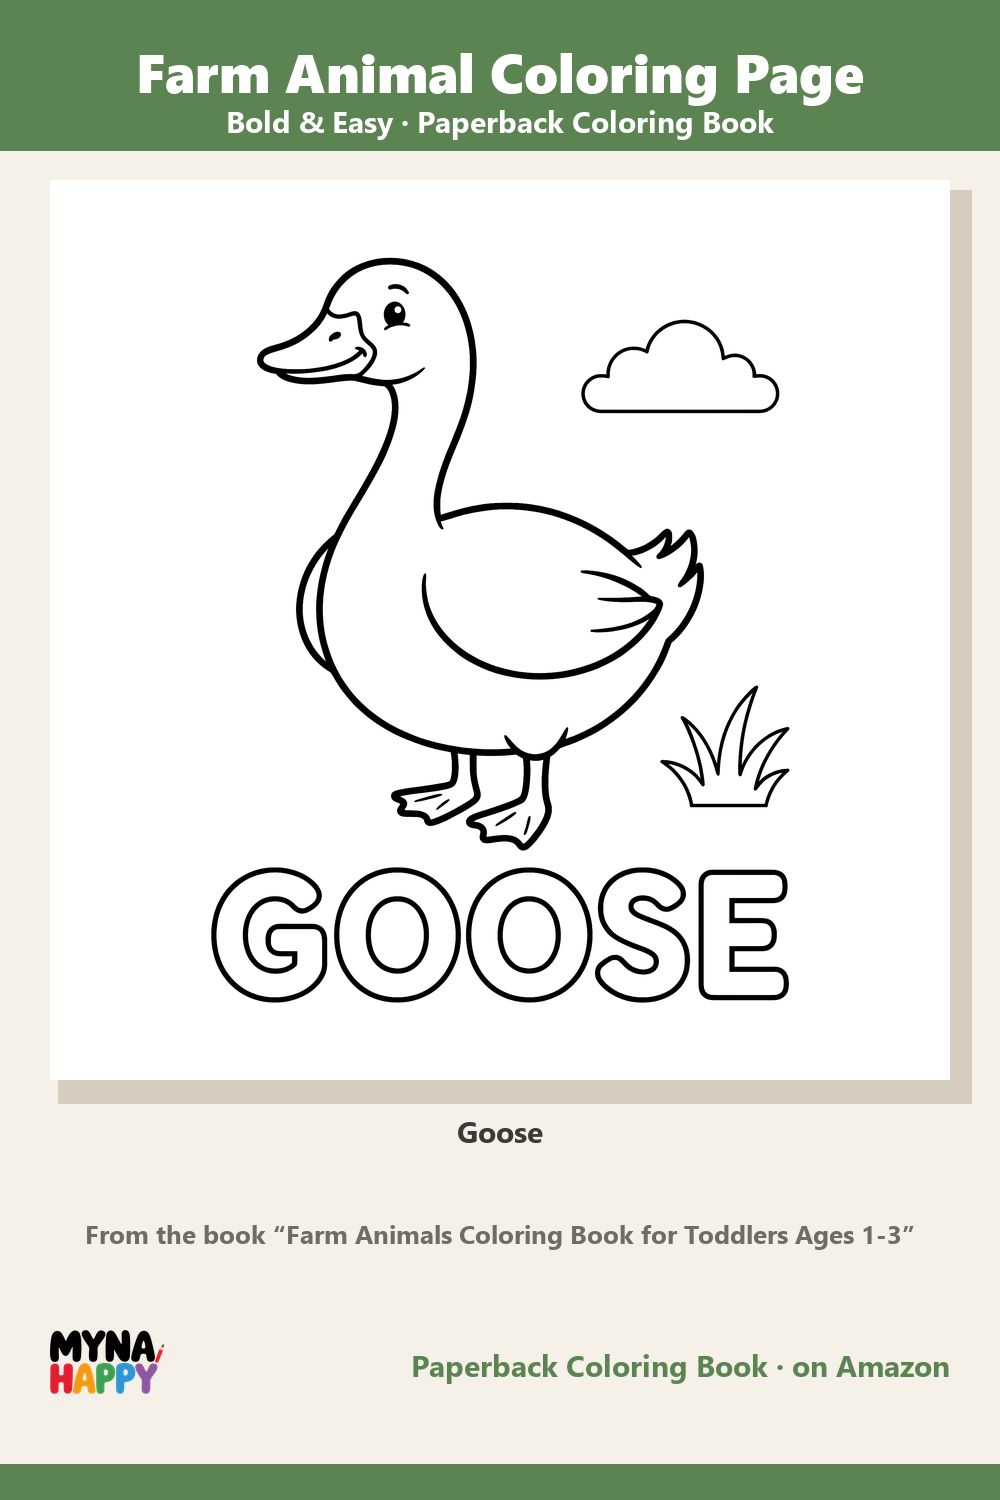 Farm Animal Coloring Page
Bold & Easy · Paperback Coloring Book
GOOSE
Goose
From the book “Farm Animals Coloring Book for Toddlers Ages 1-3”
MYNA
HAPPY
Paperback Coloring Book · on Amazon